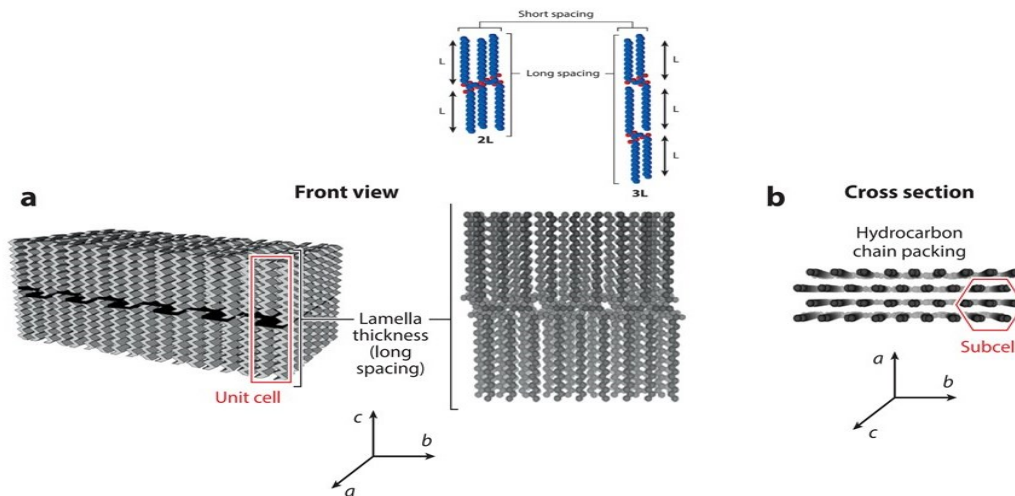 Short spacing
L
L
Long spacing
L
L
L
2L
3L
a
Front view
b
Cross section
Hydrocarbon
chain packing
Lamella
thickness
(long
spacing)
Unit cell
Subcell
c
b
a
a
b
c